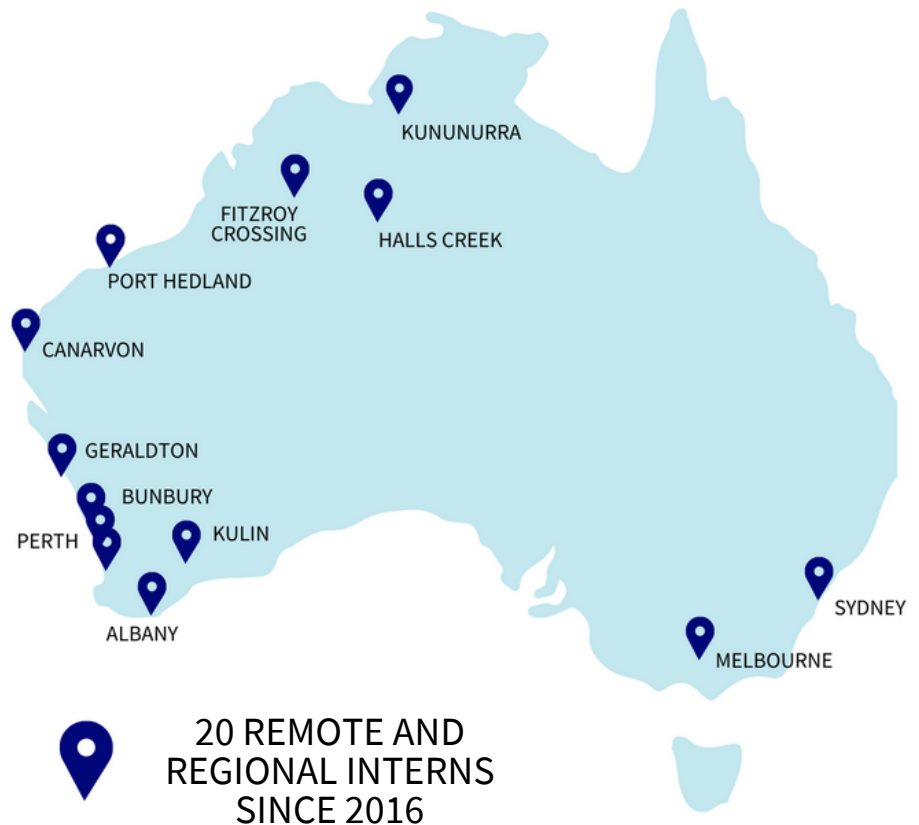 KUNUNURRA
FITZROY
CROSSING
HALLS CREEK
PORT HEDLAND
CANARVON
GERALDTON
BUNBURY
PERTH
KULIN
ALBANY
SYDNEY
MELBOURNE
20 REMOTE AND
REGIONAL INTERNS
SINCE 2016